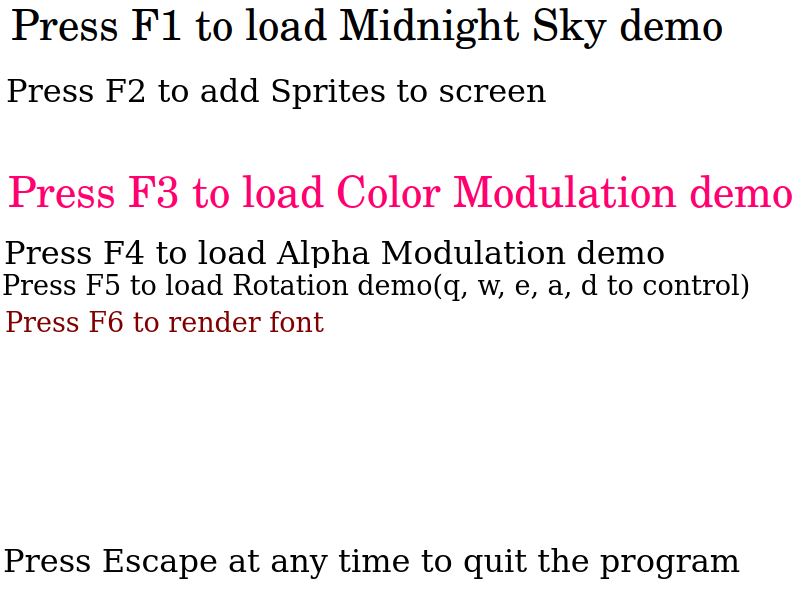 Press F1 to load Midnight Sky demo
Press F2 to add Sprites to screen
Press F3 to load Color Modulation demo
Press F4 to load Alpha Modulation demo
Press F5 to load Rotation demo(q, w, e, a, d to control)
Press F6 to render font
Press Escape at any time to quit the program